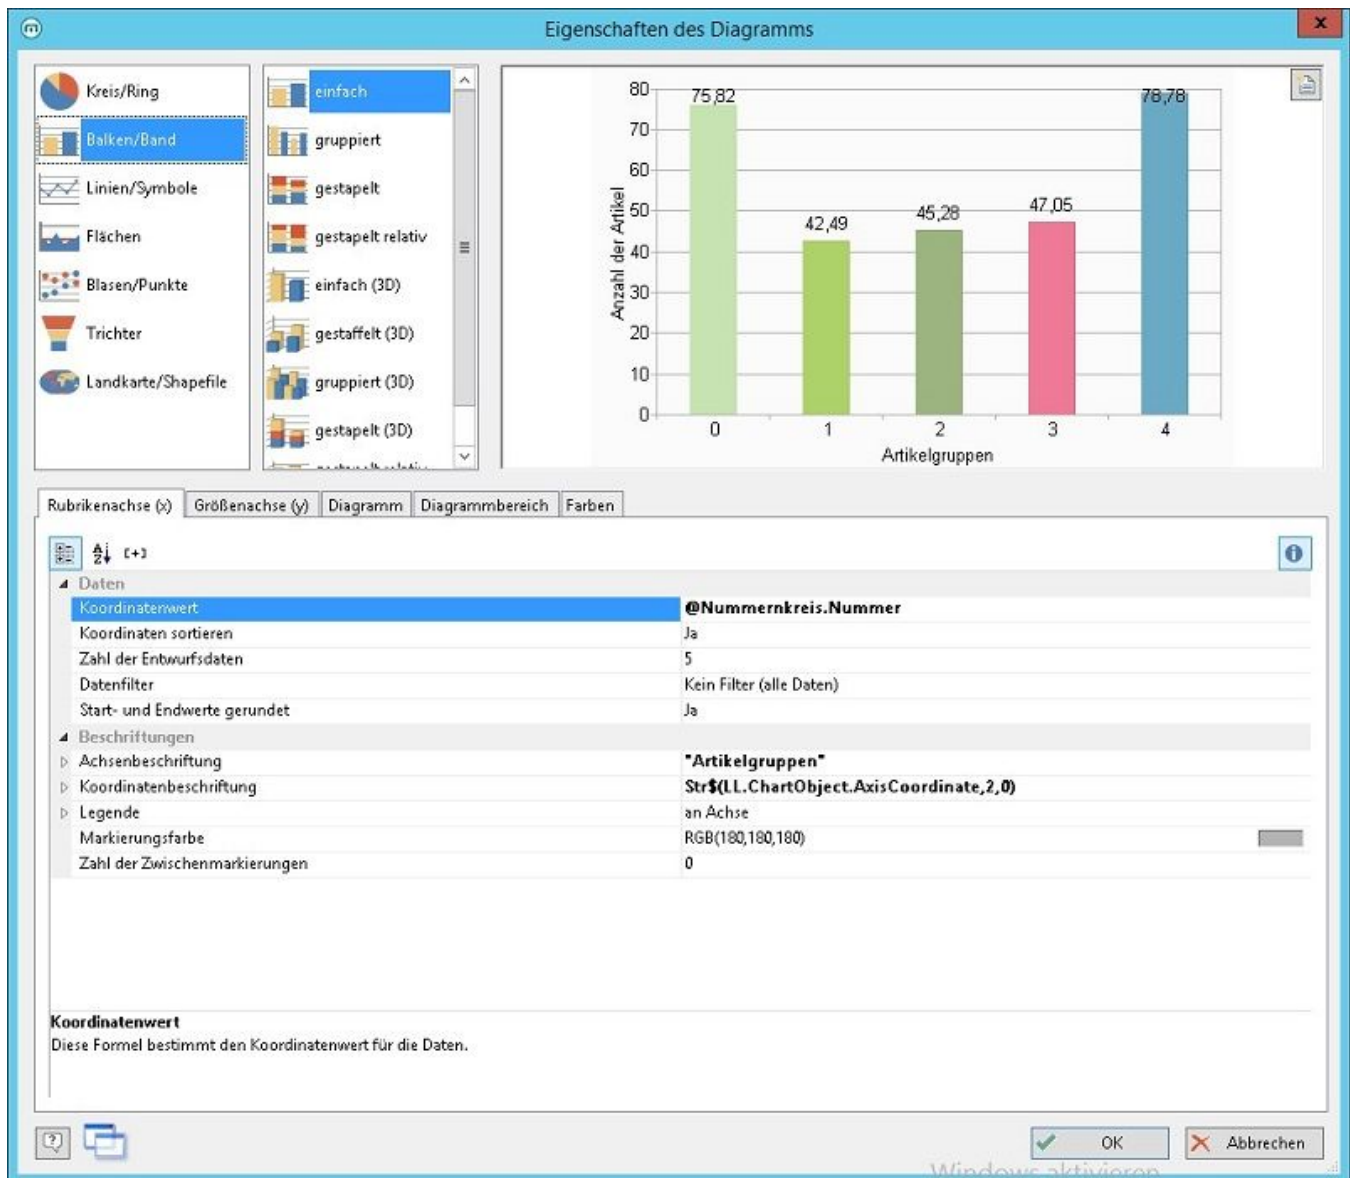 Eigenschaften des Diagramms
x
Kreis/Ring
Balken/Band
Linien/Symbole
Flächen
Blasen/Punkte
Trichter
Landkarte/Shapefile
einfach
gruppiert
gestapelt
gestapelt relativ
einfach (3D)
gestaffelt (3D)
gruppiert (3D)
gestapelt (3D)
80
70
60
50
40
30
20
10
0
Anzahl der Artikel
75,82
42,49
45,28
47,05
78,78
0 1 2 3 4
Artikelgruppen
Rubrikenachse (x) Größenachse (y) Diagramm Diagrammbereich Farben
Daten
Koordinatenwert @Nummernkreis.Nummer
Koordinaten sortieren Ja
Zahl der Entwurfsdaten 5
Datenfilter Kein Filter (alle Daten)
Start- und Endwerte gerundet Ja
Beschriftungen
Achsenbeschriftung "Artikelgruppen"
Koordinatenbeschriftung Str$(LL.ChartObject.AxisCoordinate,2,0)
Legende an Achse
Markierungsfarbe RGB(180,180,180)
Zahl der Zwischenmarkierungen 0
Koordinatenwert
Diese Formel bestimmt den Koordinatenwert für die Daten.
OK Abbrechen
Windows aktivieren